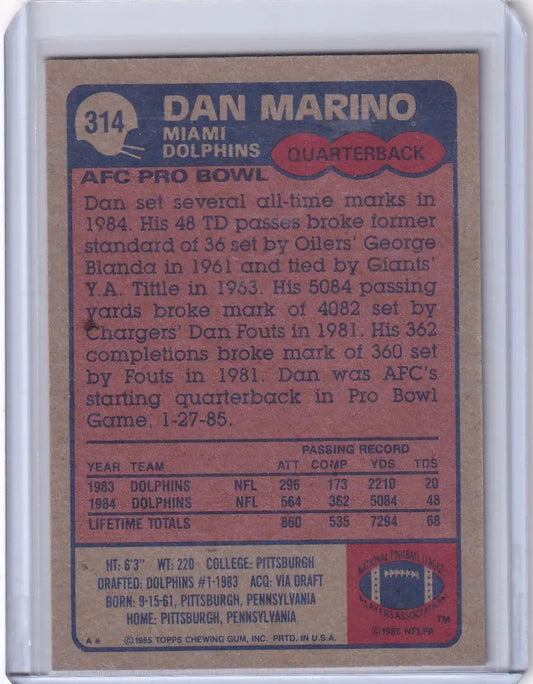 314
DAN MARINO
MIAMI
DOLPHINS
QUARTERBACK
AFC PRO BOWL
Dan set several all-time marks in
1984. His 48 TD passes broke former
standard of 36 set by Oilers' George
Blanda in 1961 and tied by Giants'
Y.A. Tittle in 1963. His 5084 passing
yards broke mark of 4082 set by
Chargers' Dan Fouts in 1981. His 362
completions broke mark of 360 set
by Fouts in 1981. Dan was AFC's
starting quarterback in Pro Bowl
Game, 1-27-85.
PASSING RECORD
YEAR TEAM ATT COMP YDS TDS
1983 DOLPHINS NFL 296 173 2210 20
1984 DOLPHINS NFL 564 362 5084 48
LIFETIME TOTALS 860 535 7294 68
HT: 6'3" WT: 220 COLLEGE: PITTSBURGH
DRAFTED: DOLPHINS #1-1983 ACQ: VIA DRAFT
BORN: 9-15-61, PITTSBURGH, PENNSYLVANIA
HOME: PITTSBURGH, PENNSYLVANIA
A* ©1985 TOPPS CHEWING GUM, INC. PRTD. IN U.S.A.
NATIONAL FOOTBALL LEAGUE
PLAYERS ASSOCIATION
TM
©1985 NFLPA